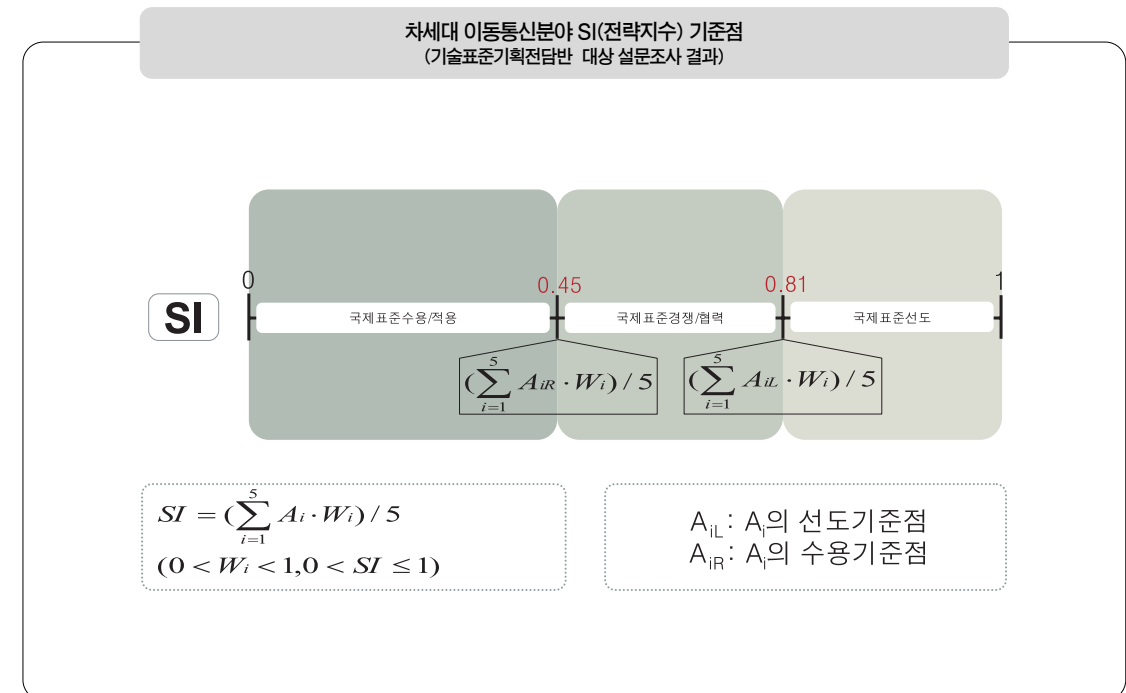 차세대 이동통신분야 SI(전략지수) 기준점
(기술표준기획전담반 대상 설문조사 결과)
0 0.45 0.81 1
SI 국제표준수용/적용 국제표준경쟁/협력 국제표준선도
(∑_{i=1}^{5} A_{iR} · W_i) / 5 (∑_{i=1}^{5} A_{iL} · W_i) / 5
SI = (∑_{i=1}^{5} A_i · W_i) / 5
(0 < W_i < 1,0 < SI ≤ 1)
A_{iL}: A_i의 선도기준점
A_{iR}: A_i의 수용기준점